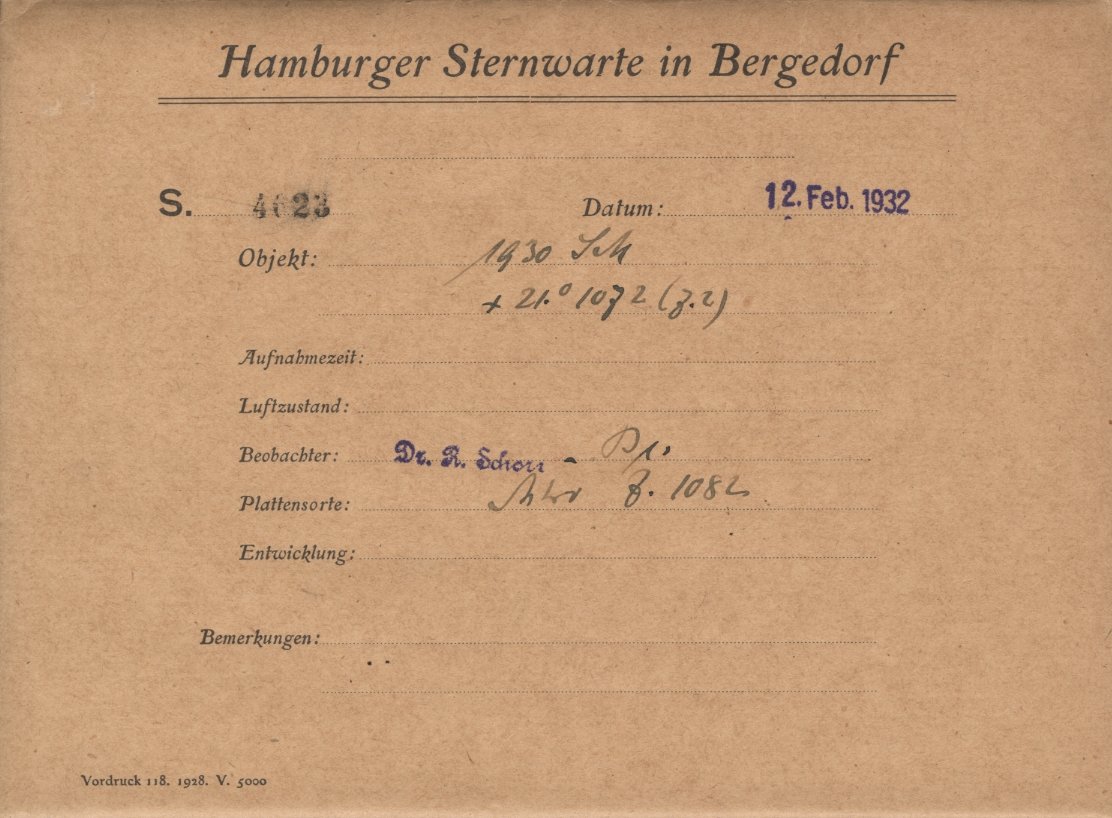 Hamburger Sternwarte in Bergedorf
S. 4623 Datum: 12. Feb. 1932
Objekt: 1930
+ 21.° 1072 (f.2)
Aufnahmezeit:
Luftzustand:
Beobachter: Dr. R. Schorr -
Plattensorte: 1082
Entwicklung:
Bemerkungen:
Vordruck 118. 1928. V. 5000